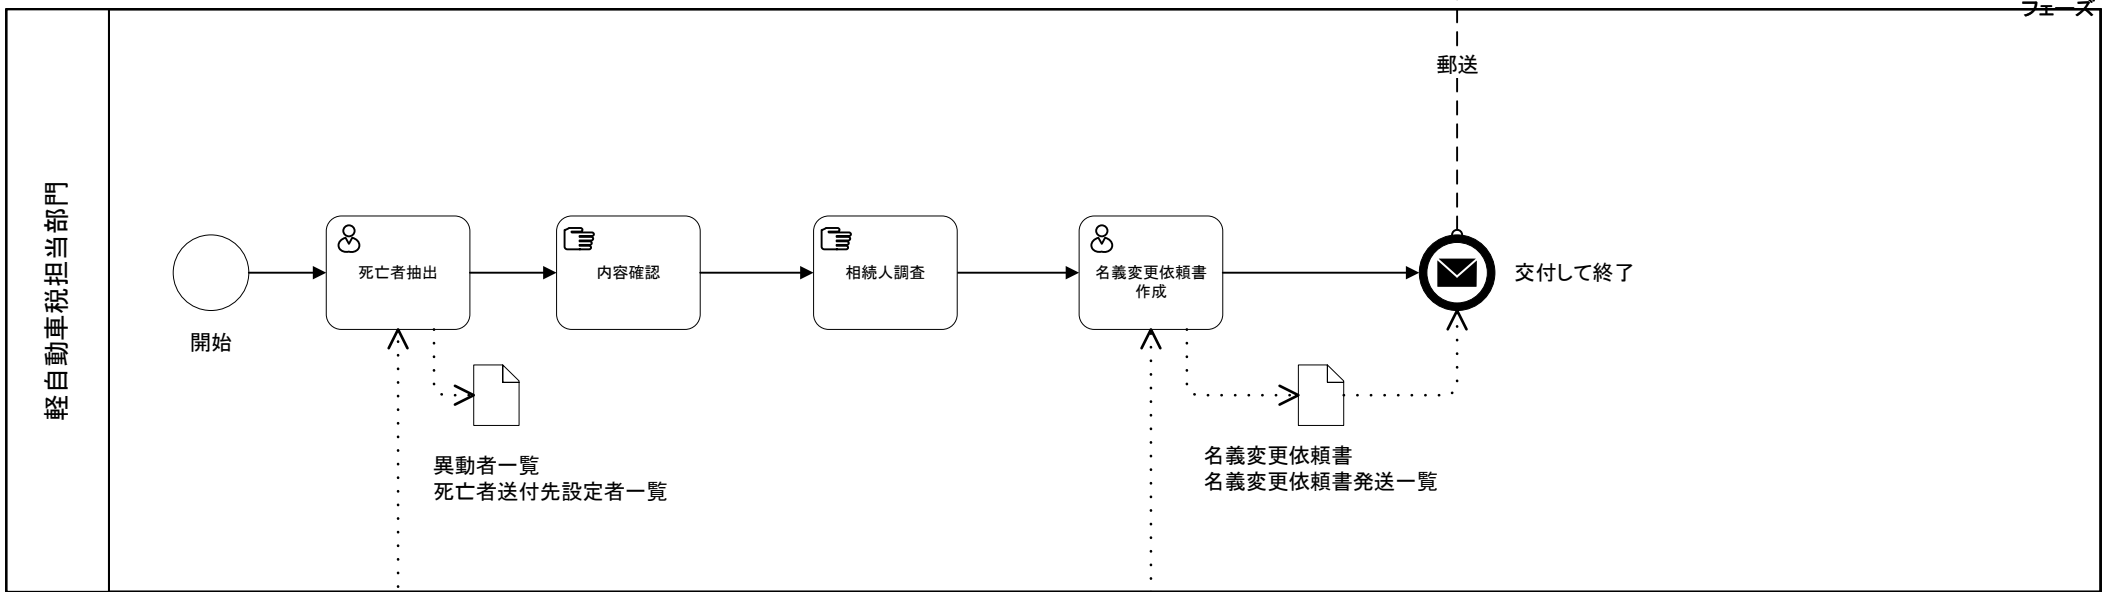 フェーズ
郵送
軽自動車税担当部門
死亡者抽出
内容確認
相続人調査
名義変更依頼書
作成
交付して終了
開始
異動者一覧
死亡者送付先設定者一覧
名義変更依頼書
名義変更依頼書発送一覧